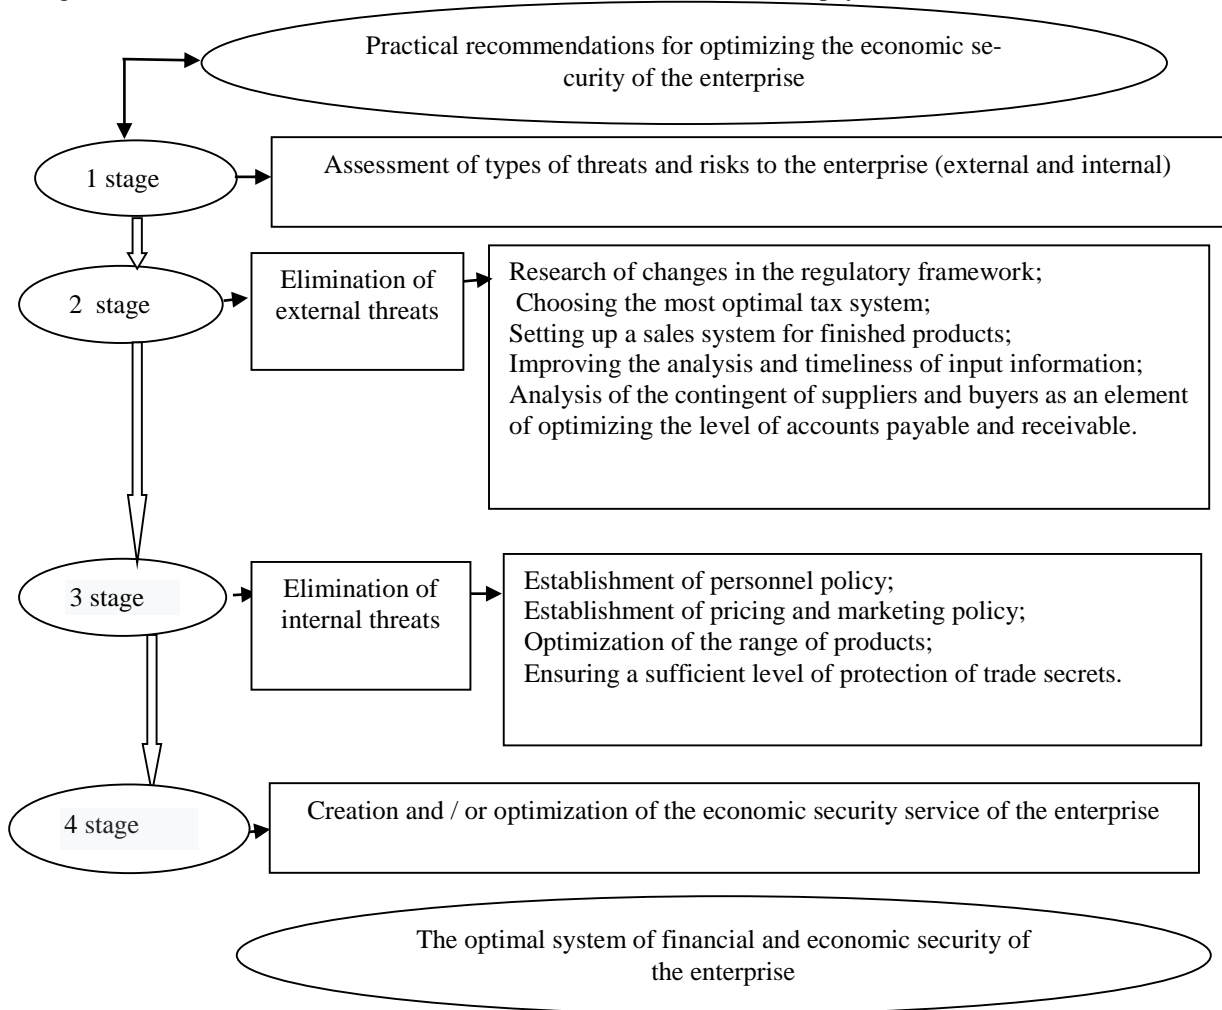 Practical recommendations for optimizing the economic se-
curity of the enterprise
1 stage
Assessment of types of threats and risks to the enterprise (external and internal)
2 stage
Elimination of
external threats
Research of changes in the regulatory framework;
Choosing the most optimal tax system;
Setting up a sales system for finished products;
Improving the analysis and timeliness of input information;
Analysis of the contingent of suppliers and buyers as an element
of optimizing the level of accounts payable and receivable.
3 stage
Elimination of
internal threats
Establishment of personnel policy;
Establishment of pricing and marketing policy;
Optimization of the range of products;
Ensuring a sufficient level of protection of trade secrets.
4 stage
Creation and / or optimization of the economic security service of the enterprise
The optimal system of financial and economic security of
the enterprise